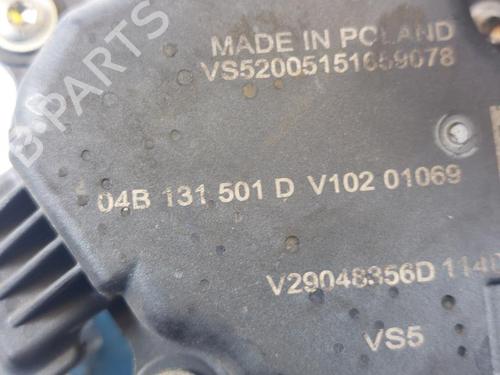 B PARTS
MADE IN POLAND
VS52005151659078
04B 131 501 D V102 01069
V29048356D
VS5